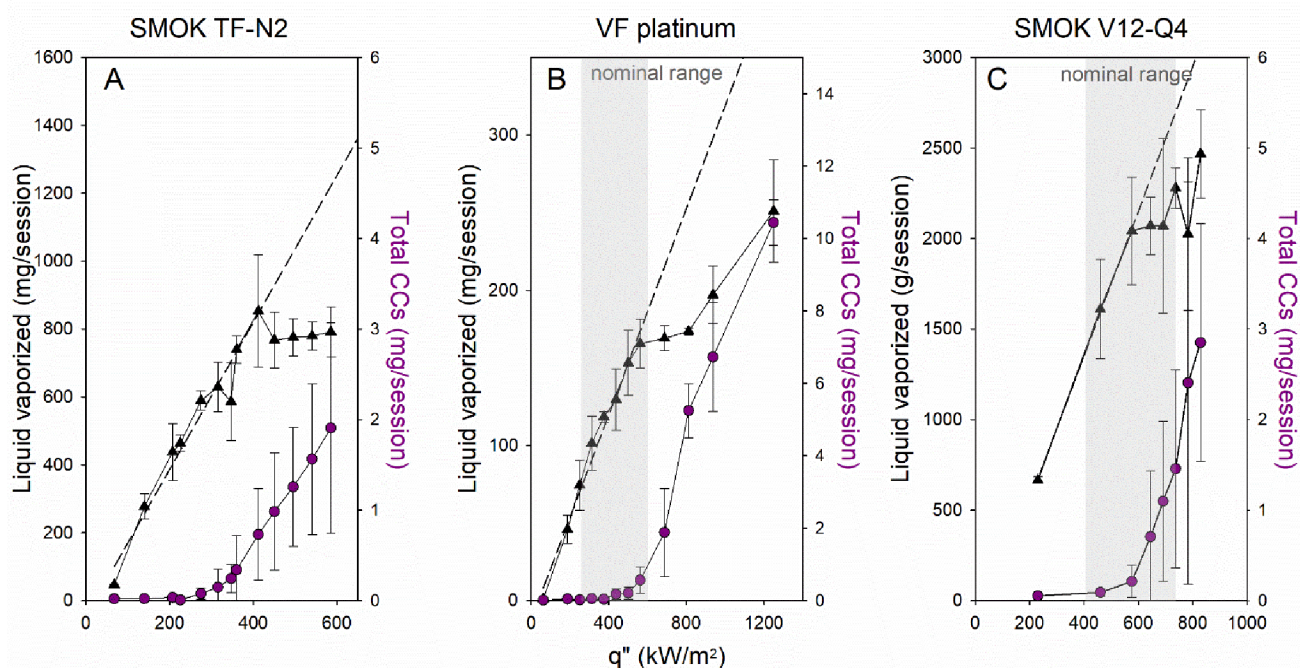 SMOK TF-N2
VF platinum
SMOK V12-Q4
A
Liquid vaporized (mg/session)
1600
1400
1200
1000
800
600
400
200
0
0 200 400 600
6
5
4
3
2
1
0
Total CCs (mg/session)
B
nominal range
Liquid vaporized (mg/session)
300
200
100
0
0 400 800 1200
14
12
10
8
6
4
2
0
Total CCs (mg/session)
C
nominal range
Liquid vaporized (g/session)
3000
2500
2000
1500
1000
500
0
0 200 400 600 800 1000
6
5
4
3
2
1
0
Total CCs (mg/session)
q" (kW/m²)